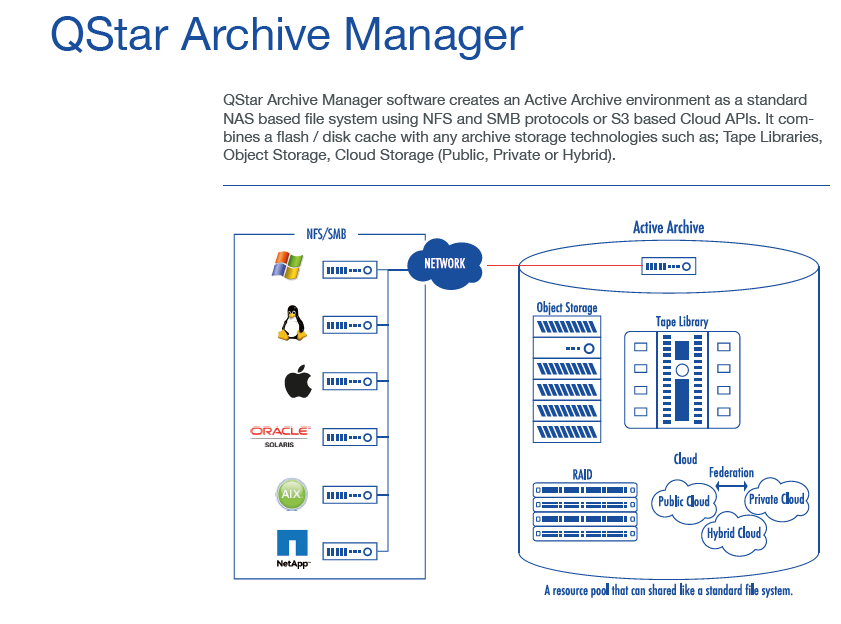 QStar Archive Manager
QStar Archive Manager software creates an Active Archive environment as a standard
NAS based file system using NFS and SMB protocols or S3 based Cloud APIs. It com-
bines a flash / disk cache with any archive storage technologies such as; Tape Libraries,
Object Storage, Cloud Storage (Public, Private or Hybrid).
NFS/SMB
NETWORK
ORACLE
SOLARIS
AIX
NetApp
Active Archive
Object Storage
Tape Library
RAID
Cloud
Federation
Public Cloud
Private Cloud
Hybrid Cloud
A resource pool that can shared like a standard file system.